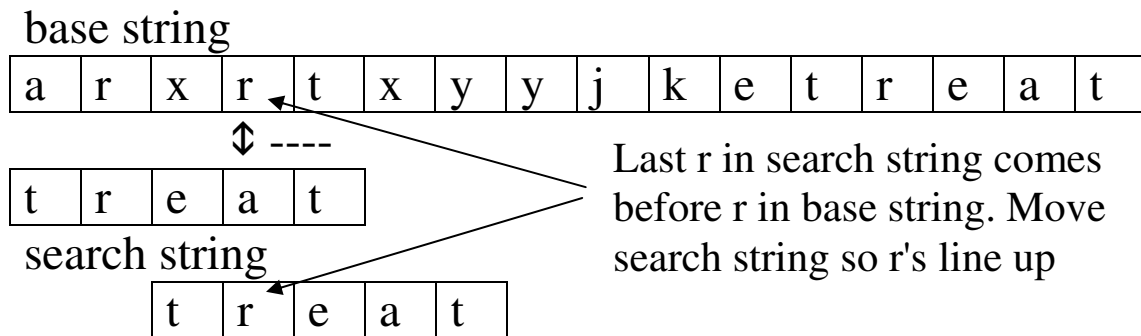 base string
a r x r t x y y j k e t r e a t
↕ ----
t r e a t
search string
t r e a t
Last r in search string comes
before r in base string. Move
search string so r's line up